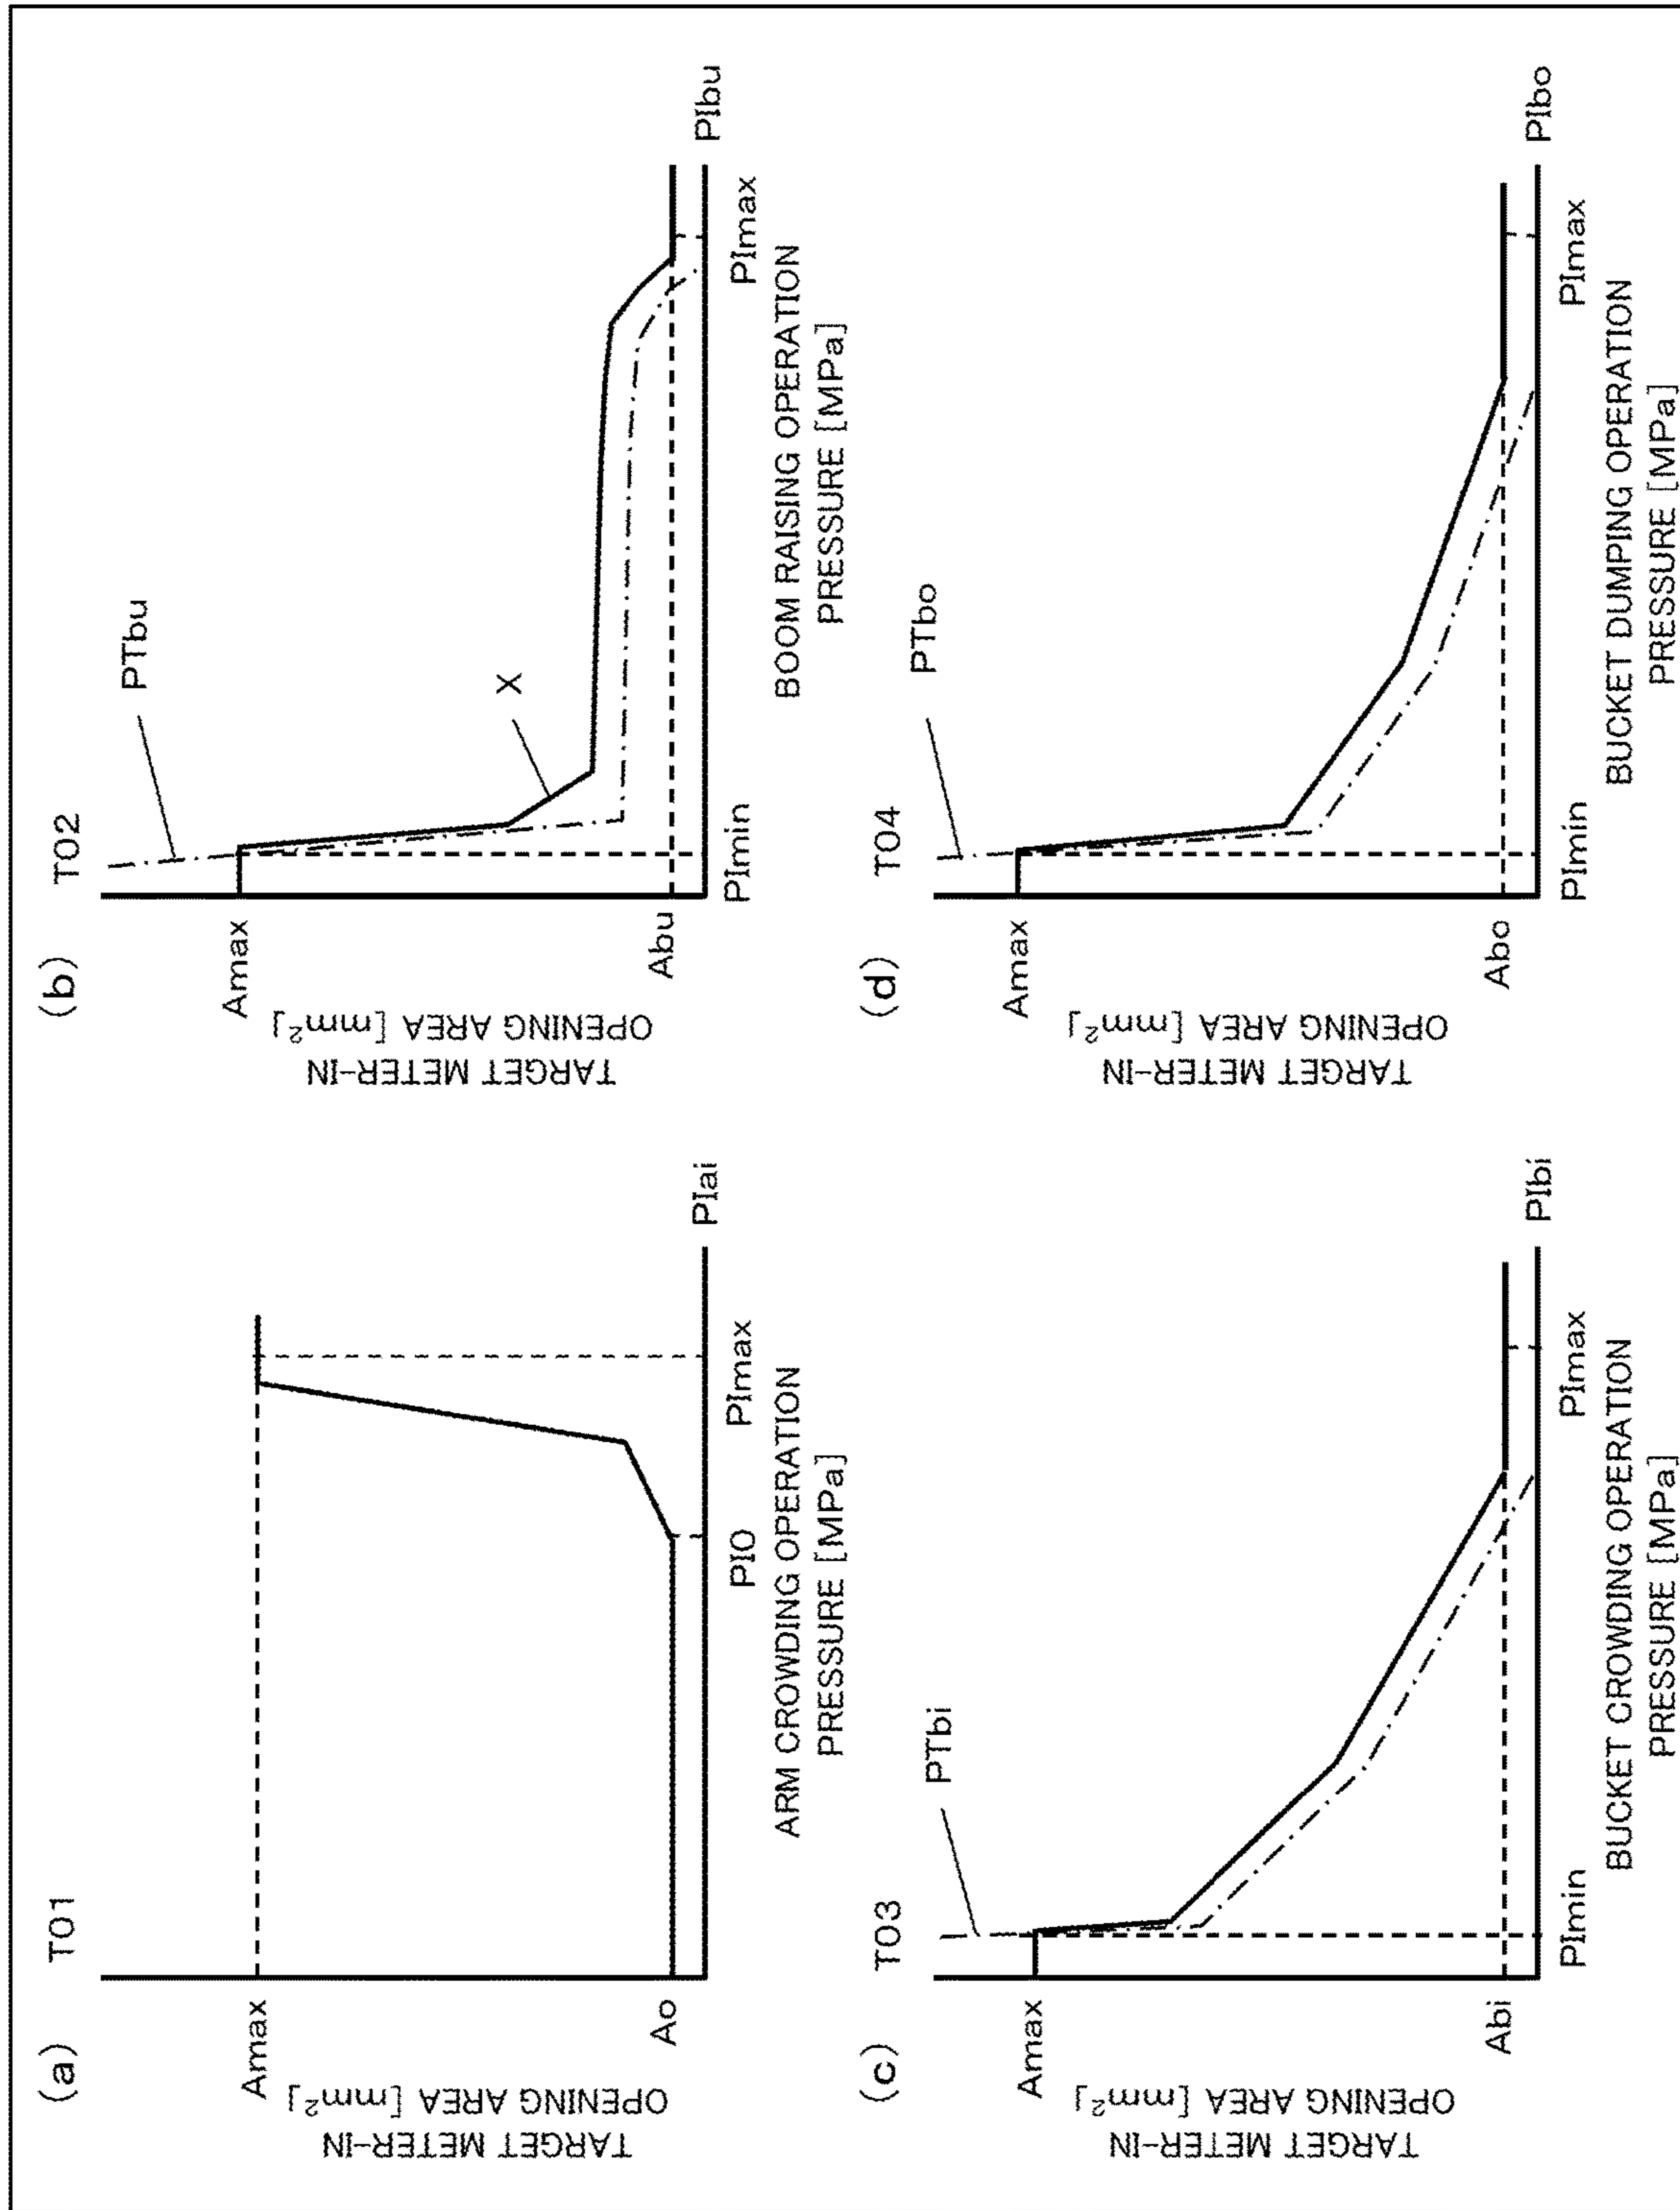 (a)
T01
TARGET METER-IN
OPENING AREA [mm²]
Amax
Ao
PIO
PImax
PIai
ARM CROWDING OPERATION
PRESSURE [MPa]
(b)
T02
PTbu
X
TARGET METER-IN
OPENING AREA [mm²]
Amax
Abu
PImin
PImax
PIbu
BOOM RAISING OPERATION
PRESSURE [MPa]
(c)
T03
PTbi
TARGET METER-IN
OPENING AREA [mm²]
Amax
Abi
PImin
PImax
PIbi
BUCKET CROWDING OPERATION
PRESSURE [MPa]
(d)
T04
PTbo
TARGET METER-IN
OPENING AREA [mm²]
Amax
Abo
PImin
PImax
PIbo
BUCKET DUMPING OPERATION
PRESSURE [MPa]